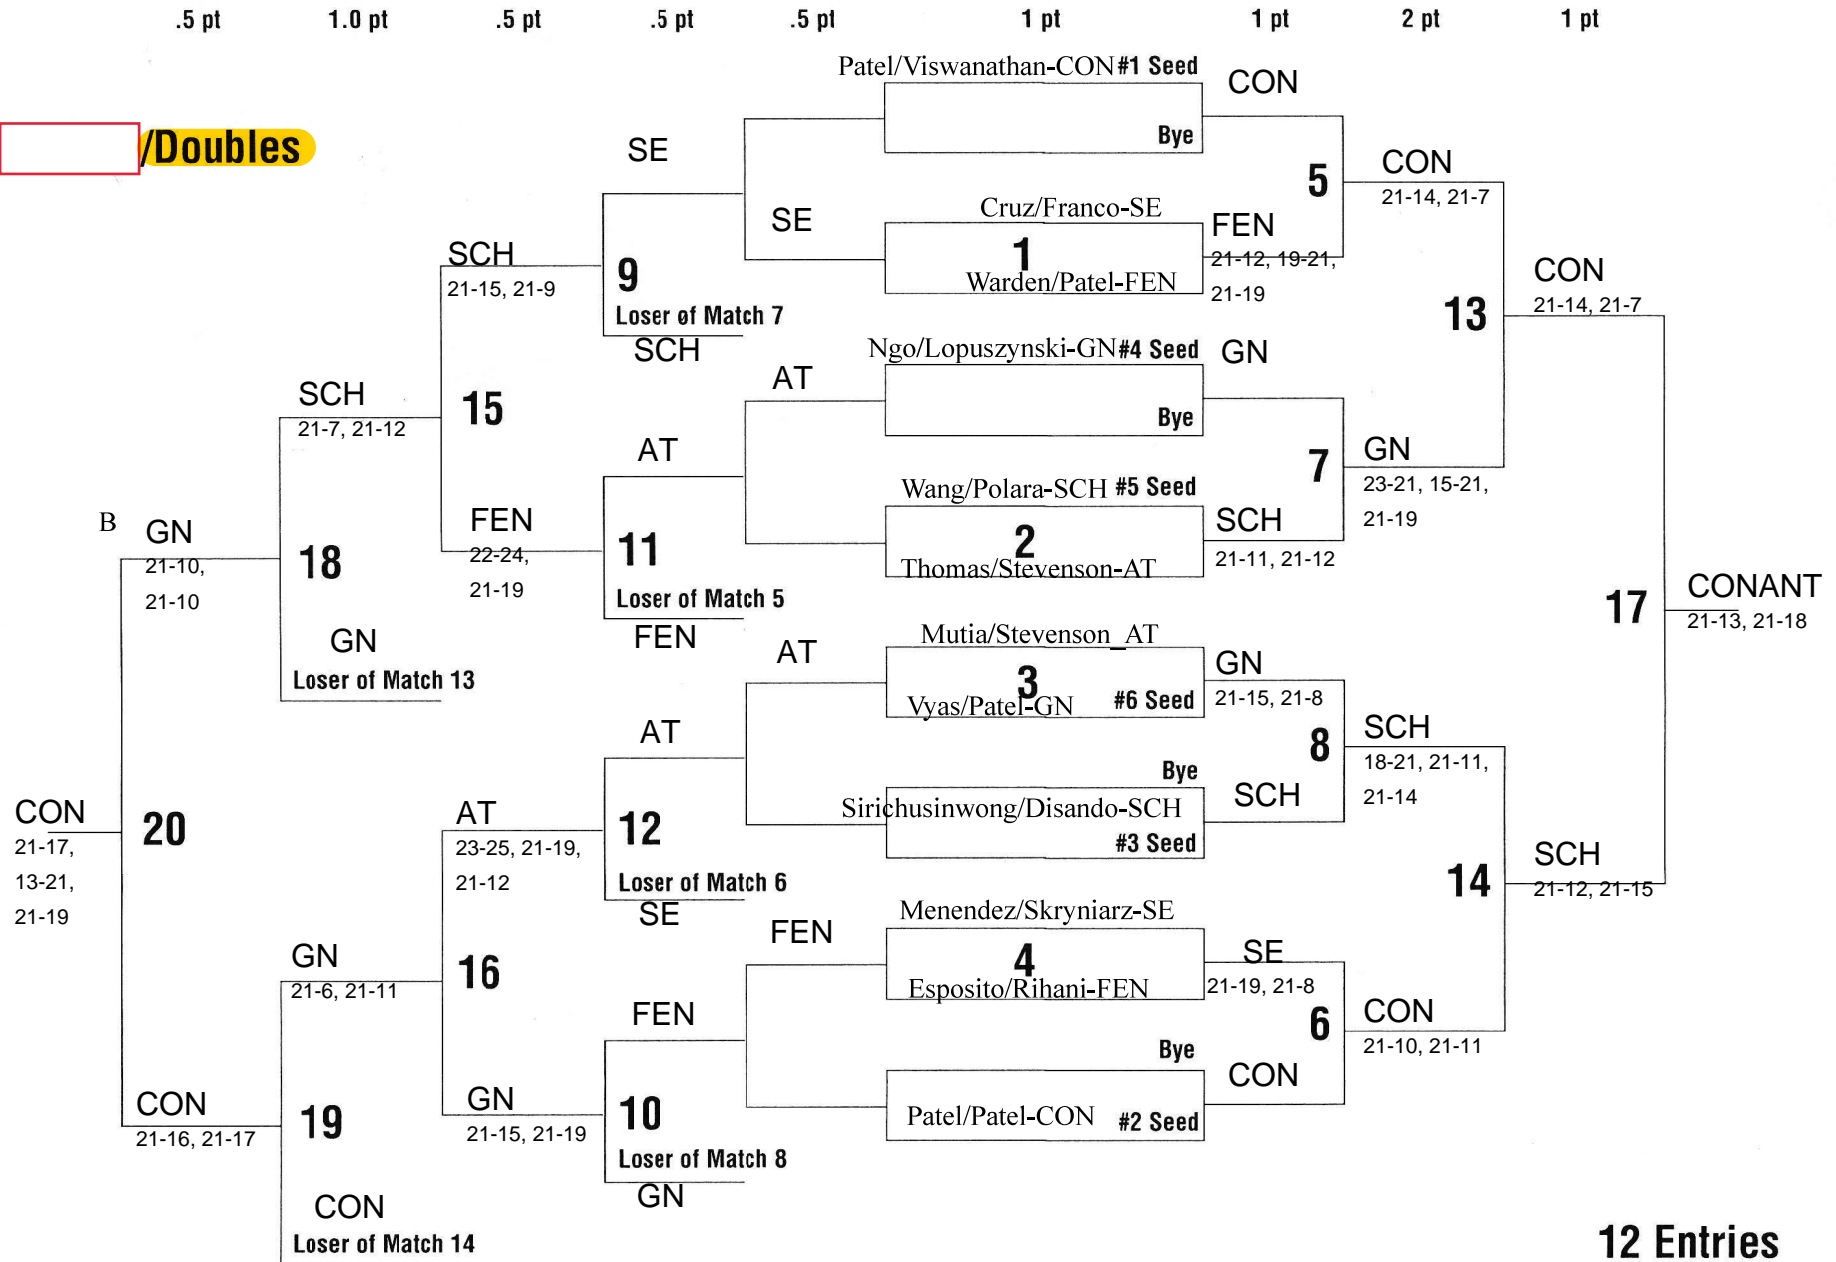 .5 pt 1.0 pt .5 pt .5 pt .5 pt 1 pt 1 pt 2 pt 1 pt
/Doubles
Patel/Viswanathan-CON #1 Seed
Bye
CON
SE
SE
Cruz/Franco-SE
1
Warden/Patel-FEN
FEN
21-12, 19-21,
21-19
5
CON
21-14, 21-7
SCH
21-15, 21-9
9
Loser of Match 7
SCH
13
CON
21-14, 21-7
Ngo/Lopuszynski-GN #4 Seed
Bye
GN
AT
SCH
21-7, 21-12
15
AT
7
GN
23-21, 15-21,
21-19
Wang/Polara-SCH #5 Seed
2
Thomas/Stevenson-AT
SCH
21-11, 21-12
B
GN
21-10,
21-10
18
FEN
22-24,
21-19
11
Loser of Match 5
FEN
GN
Loser of Match 13
17
CONANT
21-13, 21-18
AT
Mutia/Stevenson_AT
3
Vyas/Patel-GN #6 Seed
GN
21-15, 21-8
AT
8
SCH
18-21, 21-11,
21-14
Bye
Sirichusinwong/Disando-SCH
#3 Seed
SCH
CON
21-17,
13-21,
21-19
20
AT
23-25, 21-19,
21-12
12
Loser of Match 6
SE
14
SCH
21-12, 21-15
FEN
Menendez/Skryniarz-SE
4
Esposito/Rihani-FEN
SE
21-19, 21-8
GN
21-6, 21-11
16
FEN
6
CON
21-10, 21-11
Bye
CON
Patel/Patel-CON #2 Seed
CON
21-16, 21-17
19
GN
21-15, 21-19
10
Loser of Match 8
GN
CON
Loser of Match 14
12 Entries